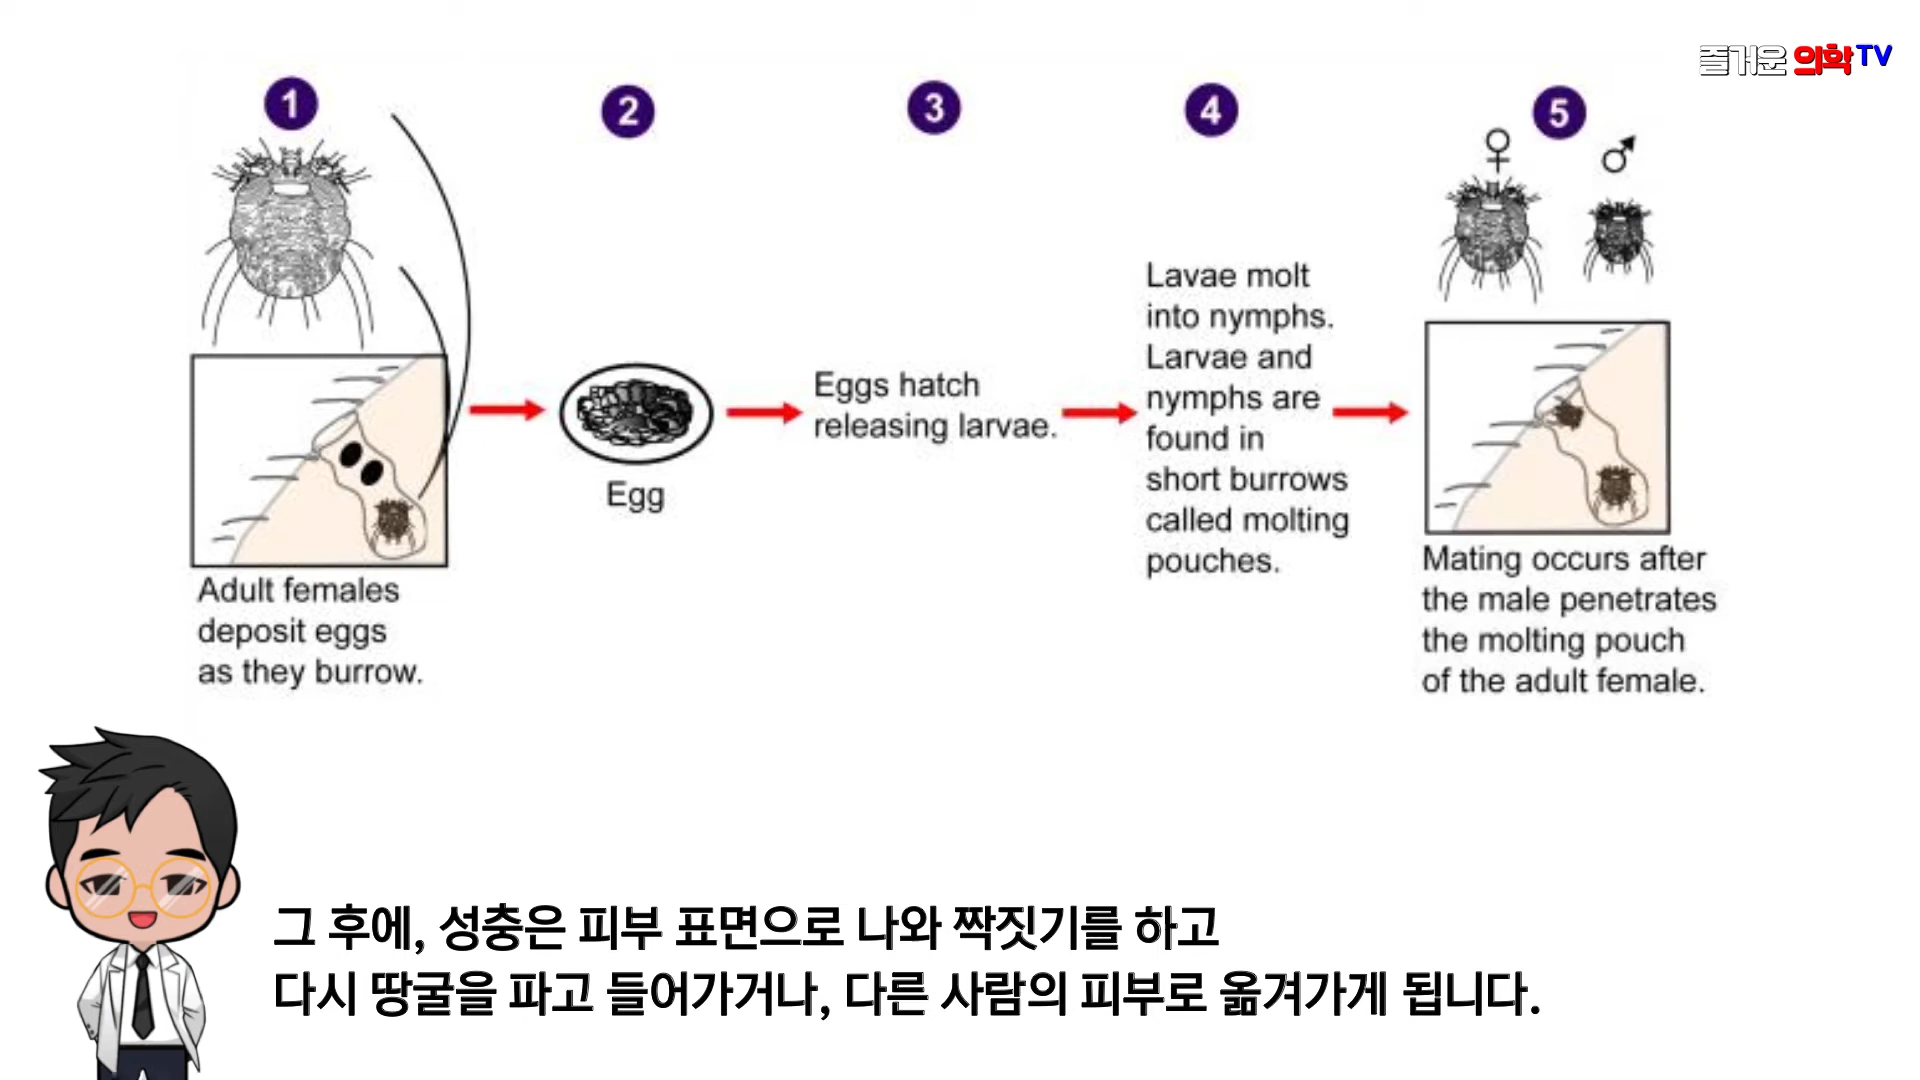 즐거운 의학TV
1
2
3
4
5
♀
♂
Adult females
deposit eggs
as they burrow.
Egg
Eggs hatch
releasing larvae.
Lavae molt
into nymphs.
Larvae and
nymphs are
found in
short burrows
called molting
pouches.
Mating occurs after
the male penetrates
the molting pouch
of the adult female.
그 후에, 성충은 피부 표면으로 나와 짝짓기를 하고
다시 땅굴을 파고 들어가거나, 다른 사람의 피부로 옮겨가게 됩니다.